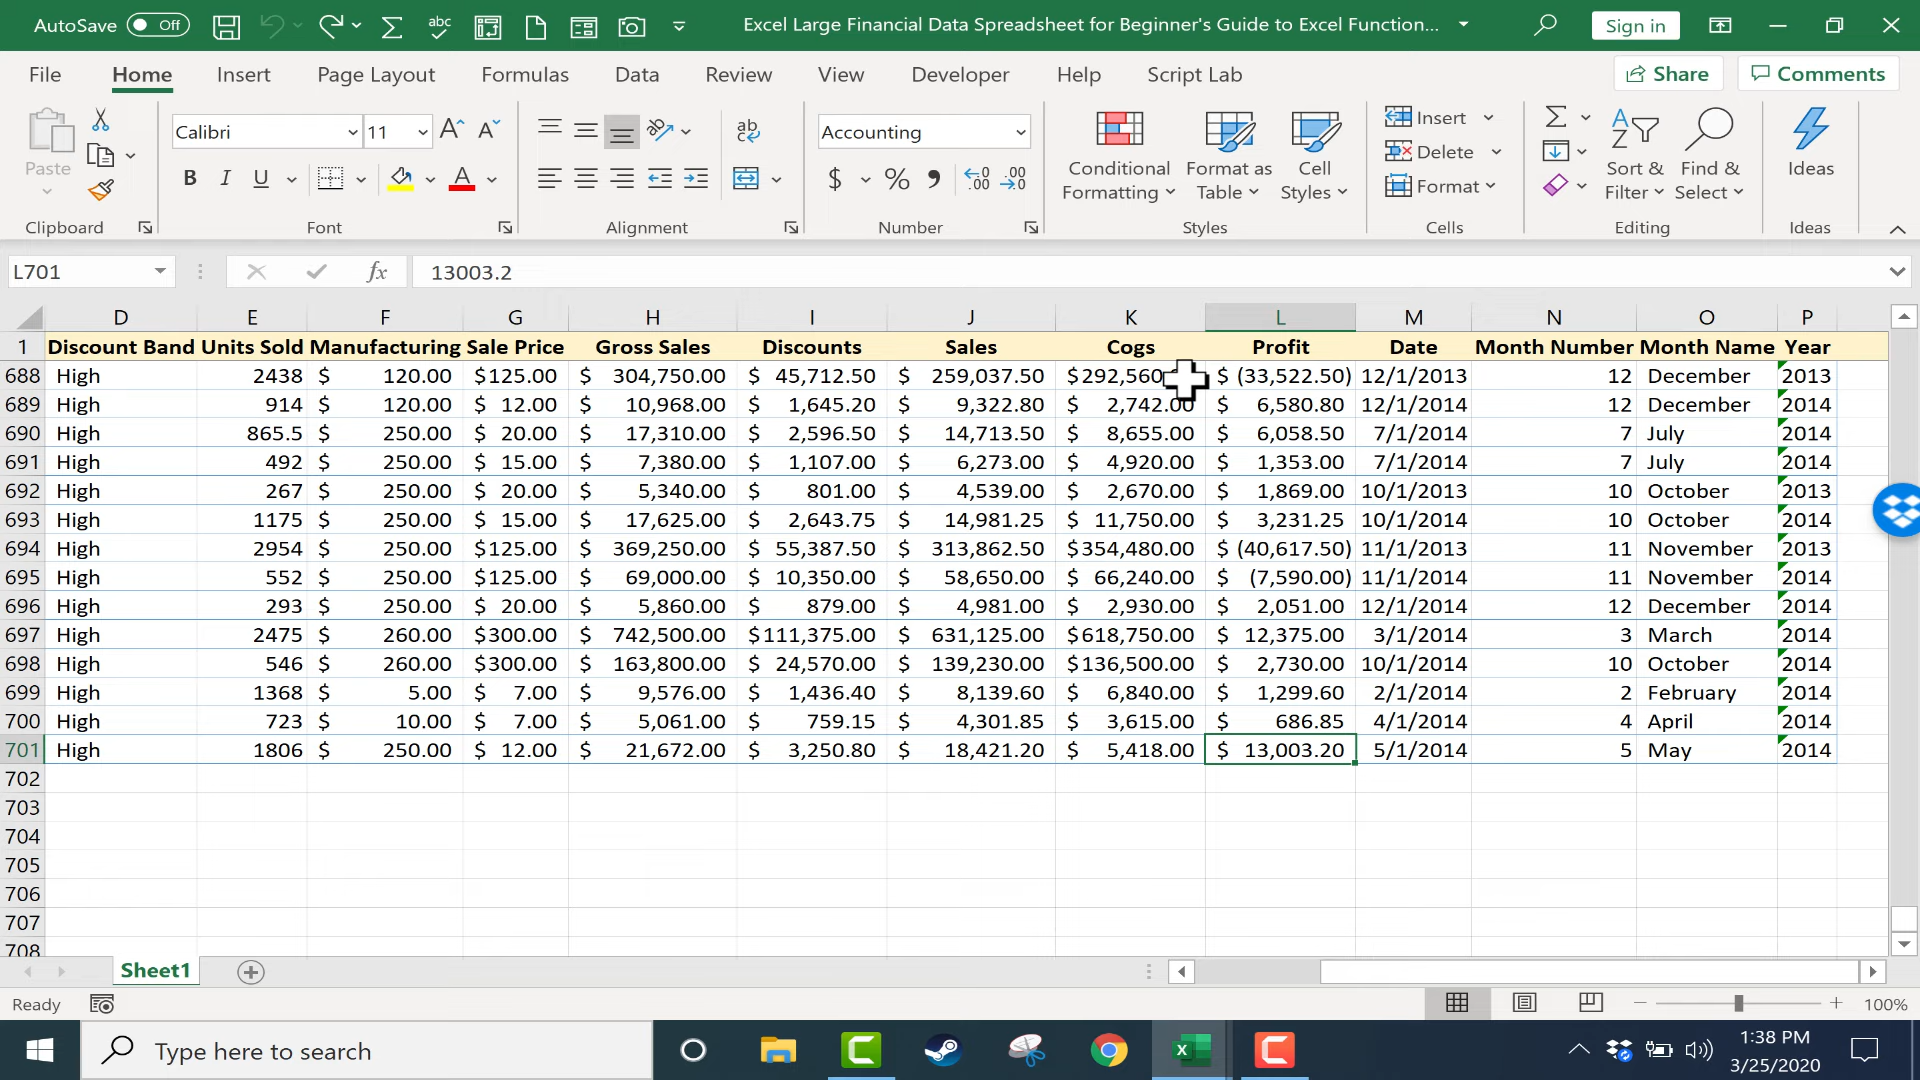 AutoSave Off abc Excel Large Financial Data Spreadsheet for Beginner's Guide to Excel Function... Sign in
File Home Insert Page Layout Formulas Data Review View Developer Help Script Lab Share Comments
Paste Calibri 11 A A ab Accounting Conditional Formatting Format as Table Cell Styles Insert Delete Format Sort & Filter Find & Select Ideas
B I U A $ % , .00 .00
Clipboard Font Alignment Number Styles Cells Editing Ideas
L701 fx 13003.2
D E F G H I J K L M N O P
1 Discount Band Units Sold Manufacturing Sale Price Gross Sales Discounts Sales Cogs Profit Date Month Number Month Name Year
688 High 2438 $ 120.00 $125.00 $ 304,750.00 $ 45,712.50 $ 259,037.50 $292,560 $ (33,522.50) 12/1/2013 12 December 2013
689 High 914 $ 120.00 $ 12.00 $ 10,968.00 $ 1,645.20 $ 9,322.80 $ 2,742.00 $ 6,580.80 12/1/2014 12 December 2014
690 High 865.5 $ 250.00 $ 20.00 $ 17,310.00 $ 2,596.50 $ 14,713.50 $ 8,655.00 $ 6,058.50 7/1/2014 7 July 2014
691 High 492 $ 250.00 $ 15.00 $ 7,380.00 $ 1,107.00 $ 6,273.00 $ 4,920.00 $ 1,353.00 7/1/2014 7 July 2014
692 High 267 $ 250.00 $ 20.00 $ 5,340.00 $ 801.00 $ 4,539.00 $ 2,670.00 $ 1,869.00 10/1/2013 10 October 2013
693 High 1175 $ 250.00 $ 15.00 $ 17,625.00 $ 2,643.75 $ 14,981.25 $ 11,750.00 $ 3,231.25 10/1/2014 10 October 2014
694 High 2954 $ 250.00 $125.00 $ 369,250.00 $ 55,387.50 $ 313,862.50 $354,480.00 $ (40,617.50) 11/1/2013 11 November 2013
695 High 552 $ 250.00 $125.00 $ 69,000.00 $ 10,350.00 $ 58,650.00 $ 66,240.00 $ (7,590.00) 11/1/2014 11 November 2014
696 High 293 $ 250.00 $ 20.00 $ 5,860.00 $ 879.00 $ 4,981.00 $ 2,930.00 $ 2,051.00 12/1/2014 12 December 2014
697 High 2475 $ 260.00 $300.00 $ 742,500.00 $111,375.00 $ 631,125.00 $618,750.00 $ 12,375.00 3/1/2014 3 March 2014
698 High 546 $ 260.00 $300.00 $ 163,800.00 $ 24,570.00 $ 139,230.00 $136,500.00 $ 2,730.00 10/1/2014 10 October 2014
699 High 1368 $ 5.00 $ 7.00 $ 9,576.00 $ 1,436.40 $ 8,139.60 $ 6,840.00 $ 1,299.60 2/1/2014 2 February 2014
700 High 723 $ 10.00 $ 7.00 $ 5,061.00 $ 759.15 $ 4,301.85 $ 3,615.00 $ 686.85 4/1/2014 4 April 2014
701 High 1806 $ 250.00 $ 12.00 $ 21,672.00 $ 3,250.80 $ 18,421.20 $ 5,418.00 $ 13,003.20 5/1/2014 5 May 2014
702
703
704
705
706
707
708
Sheet1
Ready 100%
Type here to search 1:38 PM
3/25/2020